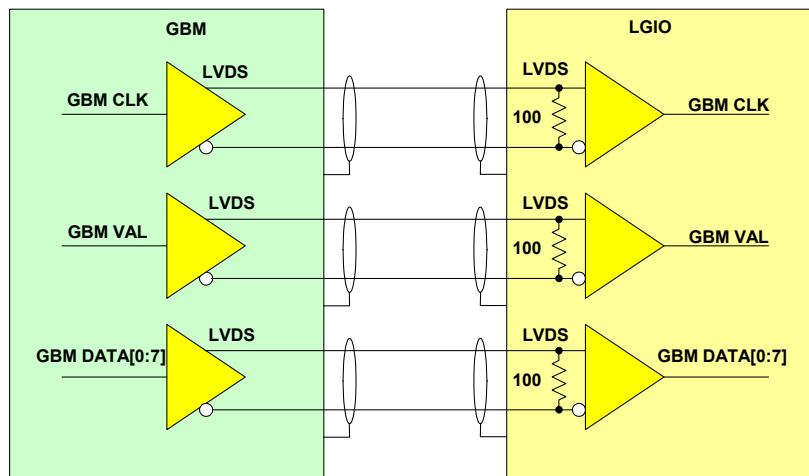 GBM
LGIO
LVDS
LVDS
GBM CLK
GBM CLK
100
LVDS
LVDS
GBM VAL
GBM VAL
100
LVDS
LVDS
GBM DATA[0:7]
GBM DATA[0:7]
100